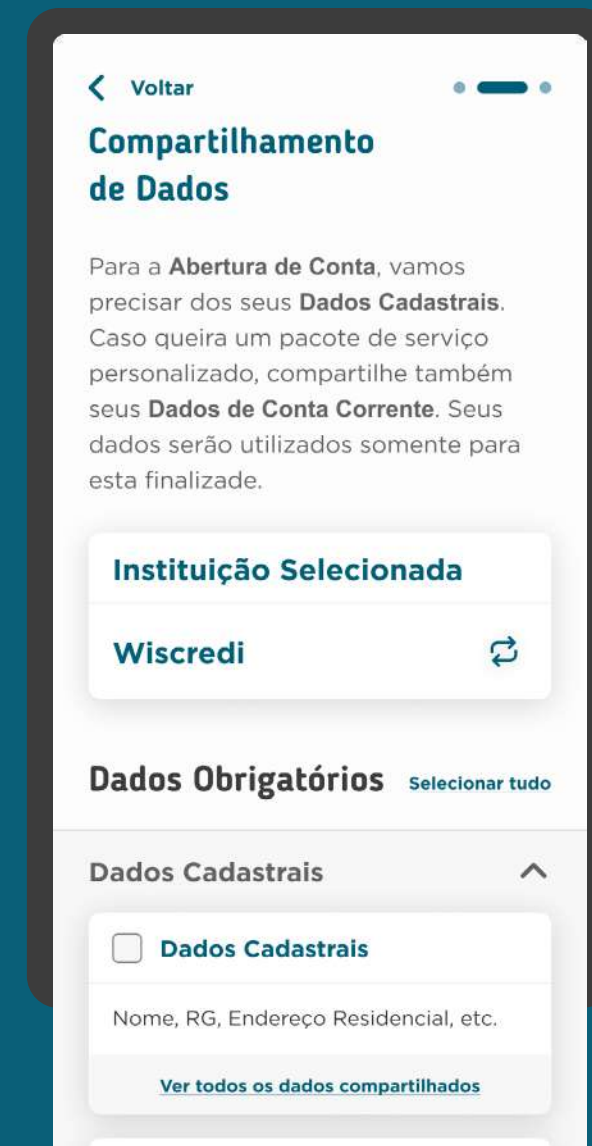 Voltar
Compartilhamento
de Dados
Para a Abertura de Conta, vamos
precisar dos seus Dados Cadastrais.
Caso queira um pacote de serviço
personalizado, compartilhe também
seus Dados de Conta Corrente. Seus
dados serão utilizados somente para
esta finalizade.
Instituição Selecionada
Wiscredi
Dados Obrigatórios Selecionar tudo
Dados Cadastrais
Dados Cadastrais
Nome, RG, Endereço Residencial, etc.
Ver todos os dados compartilhados